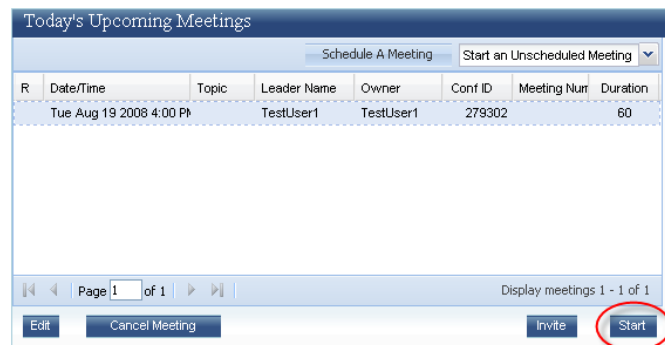 Today's Upcoming Meetings
Schedule A Meeting Start an Unscheduled Meeting
R Date/Time Topic Leader Name Owner Conf ID Meeting Num Duration
Tue Aug 19 2008 4:00 PM TestUser1 TestUser1 279302 60
Page 1 of 1 Display meetings 1 - 1 of 1
Edit Cancel Meeting Invite Start